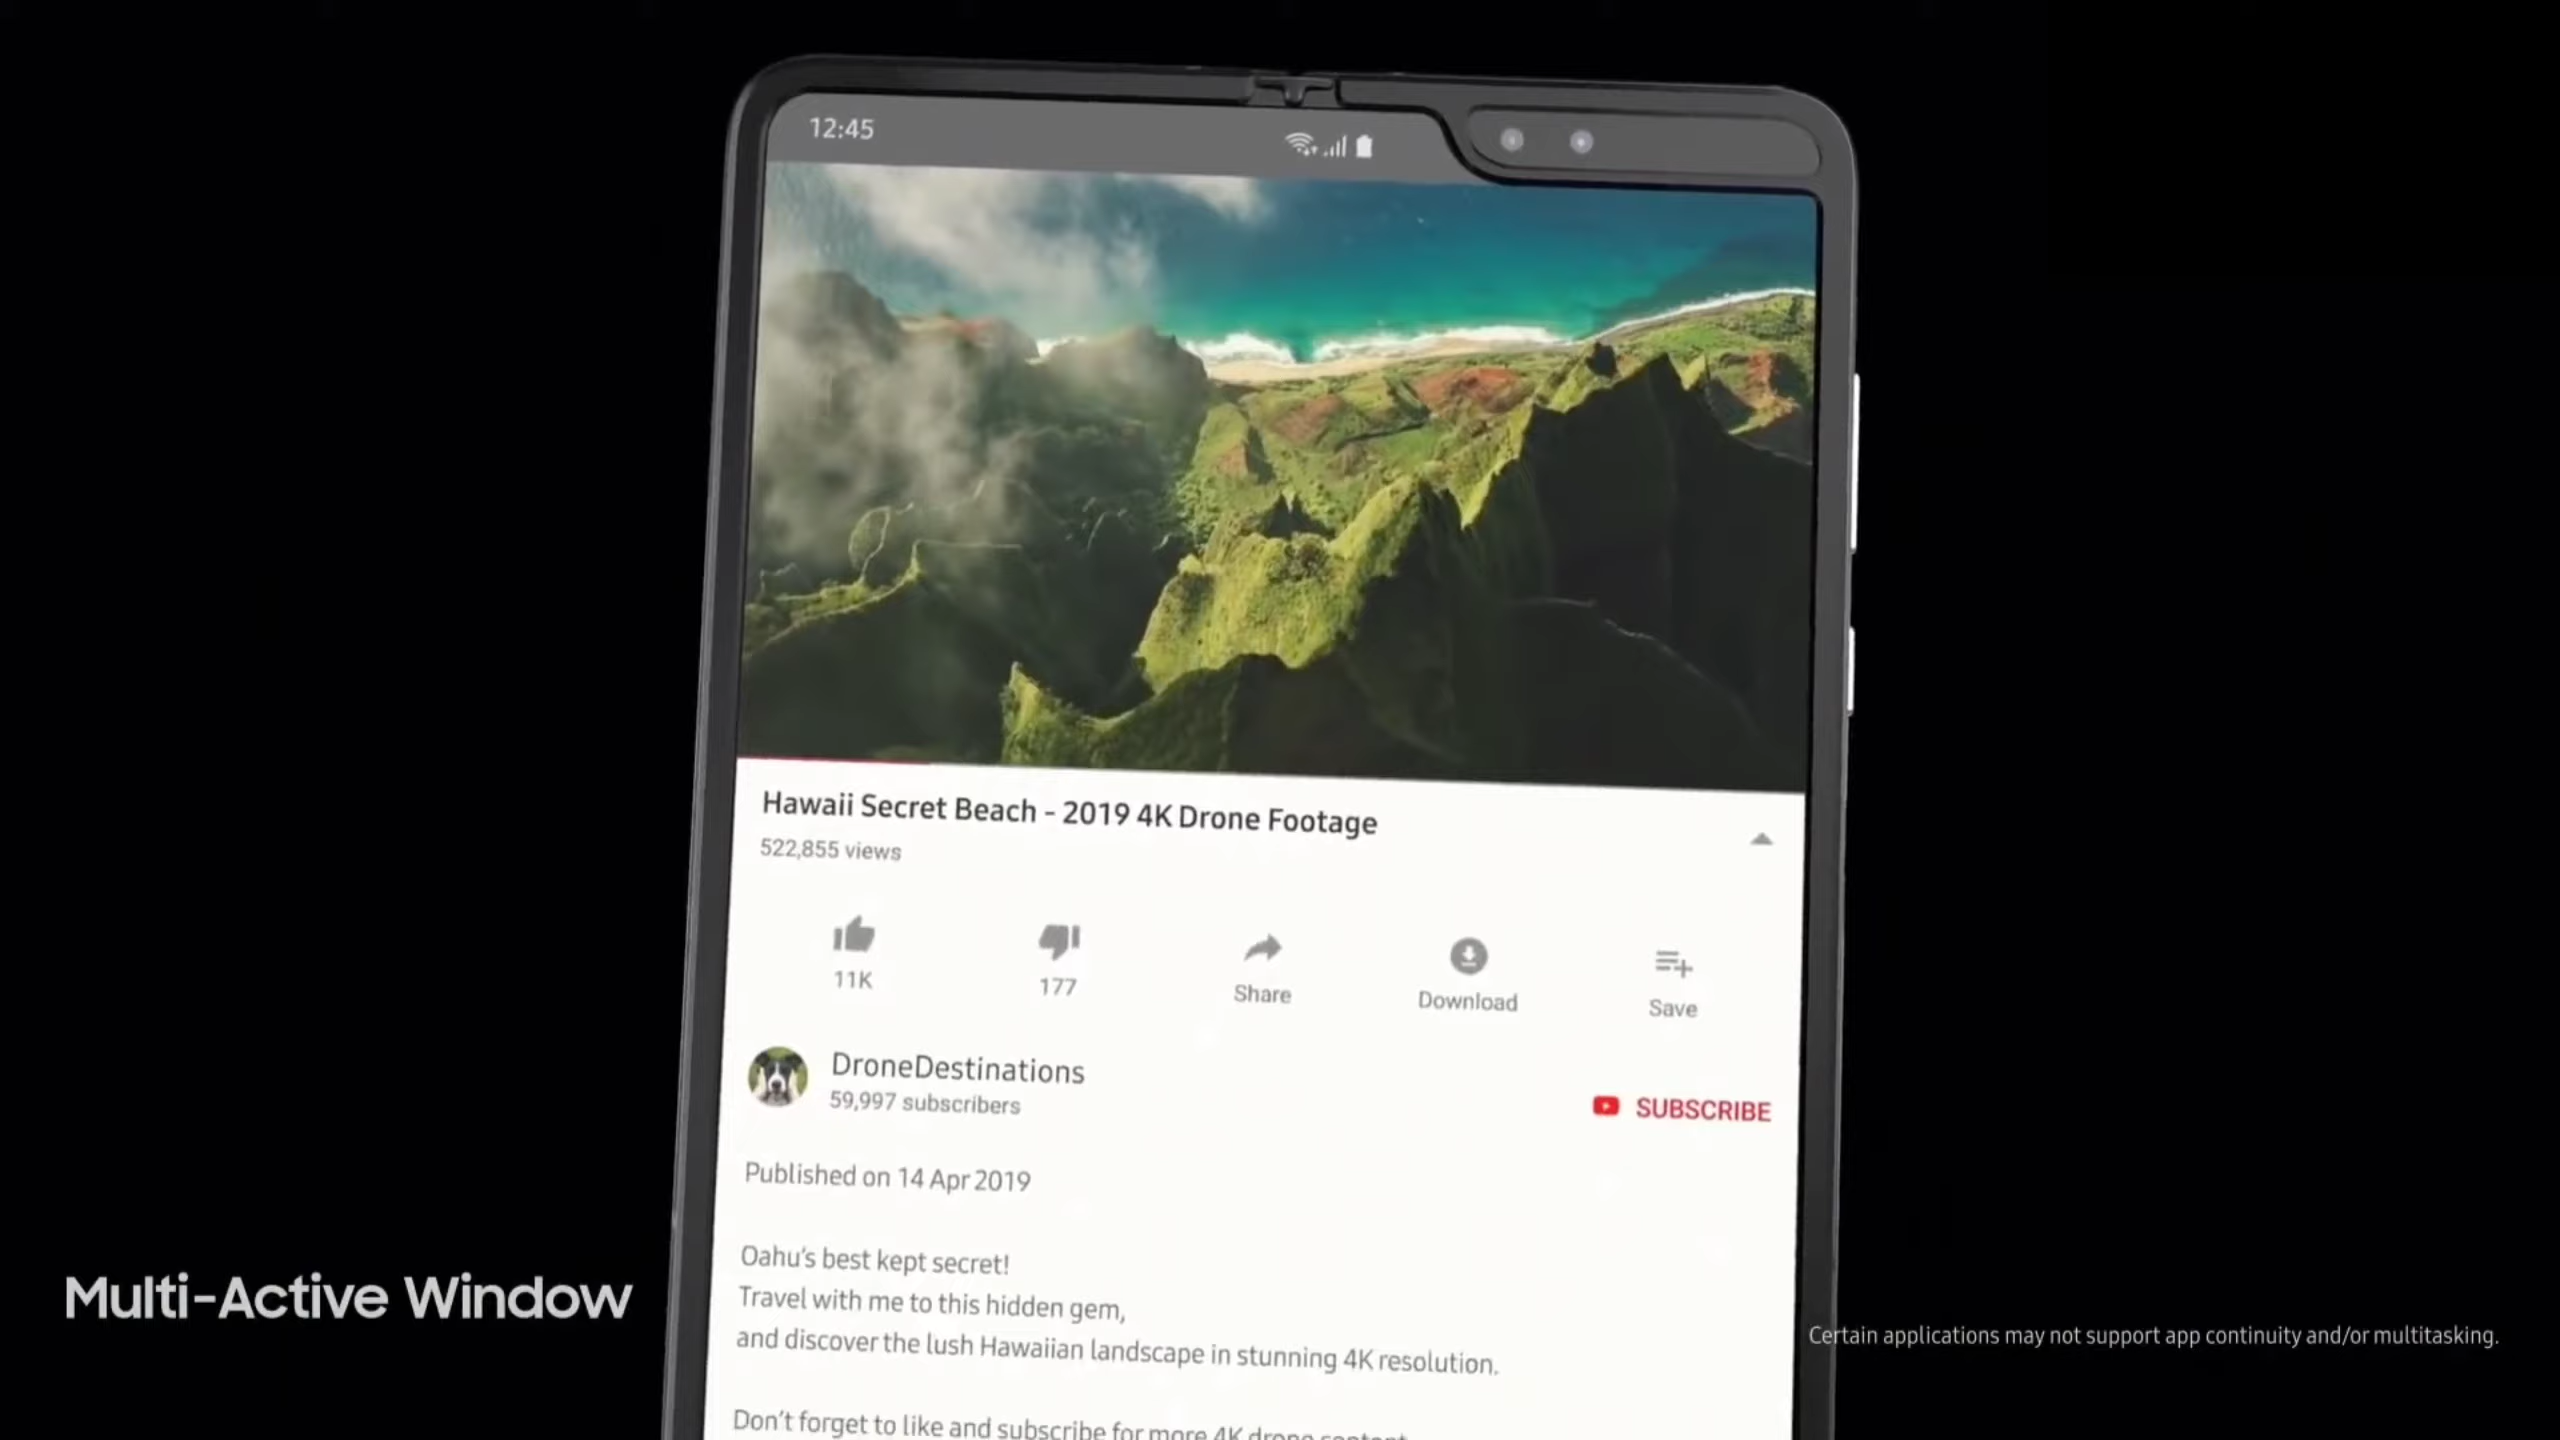 12:45
Hawaii Secret Beach - 2019 4K Drone Footage
522,855 views
11K
177
Share
Download
Save
DroneDestinations
59,997 subscribers
SUBSCRIBE
Published on 14 Apr 2019
Oahu's best kept secret!
Travel with me to this hidden gem,
and discover the lush Hawaiian landscape in stunning 4K resolution.
Don't forget to like and subscribe for more 4K drone content
Multi-Active Window
Certain applications may not support app continuity and/or multitasking.